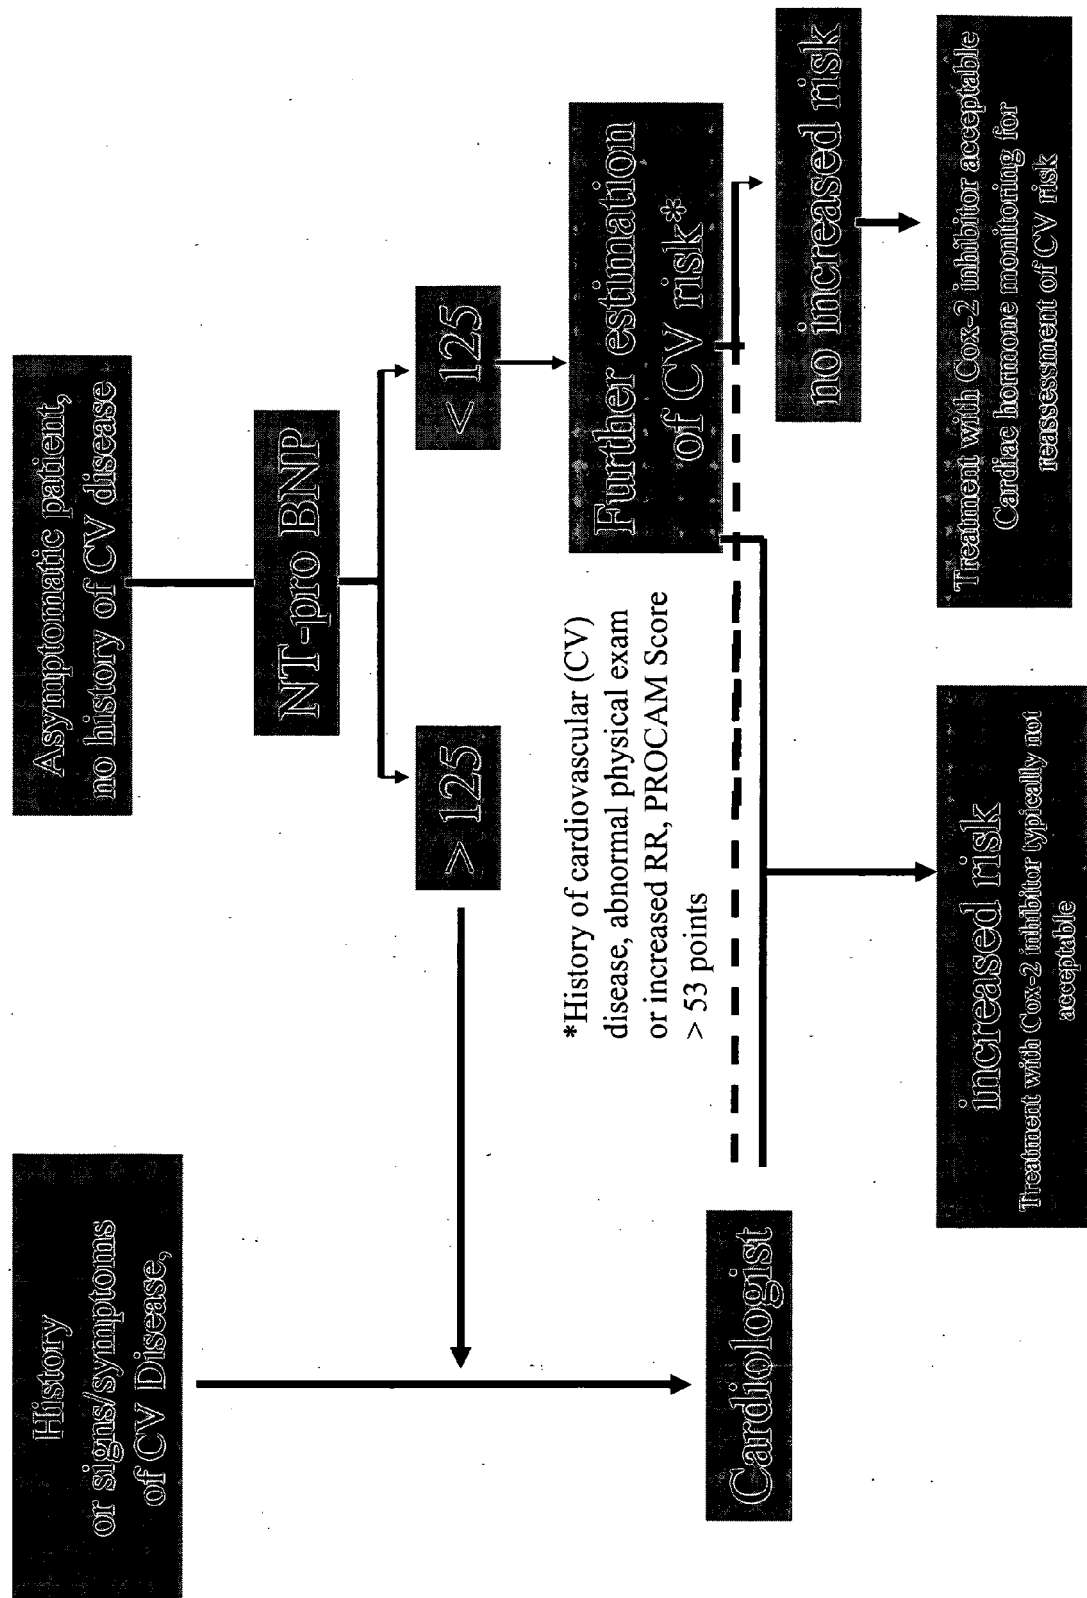 History
or signs/symptoms
of CV Disease,
Asymptomatic patient,
no history of CV disease
NT-pro BNP
> 125
< 125
*History of cardiovascular (CV)
disease, abnormal physical exam
or increased RR, PROCAM Score
> 53 points
Further estimation
of CV risk*
Cardiologist
no increased risk
increased risk
Treatment with Cox-2 inhibitor typically not
acceptable
Treatment with Cox-2 inhibitor acceptable
Cardiac hormone monitoring for
reassessment of CV risk